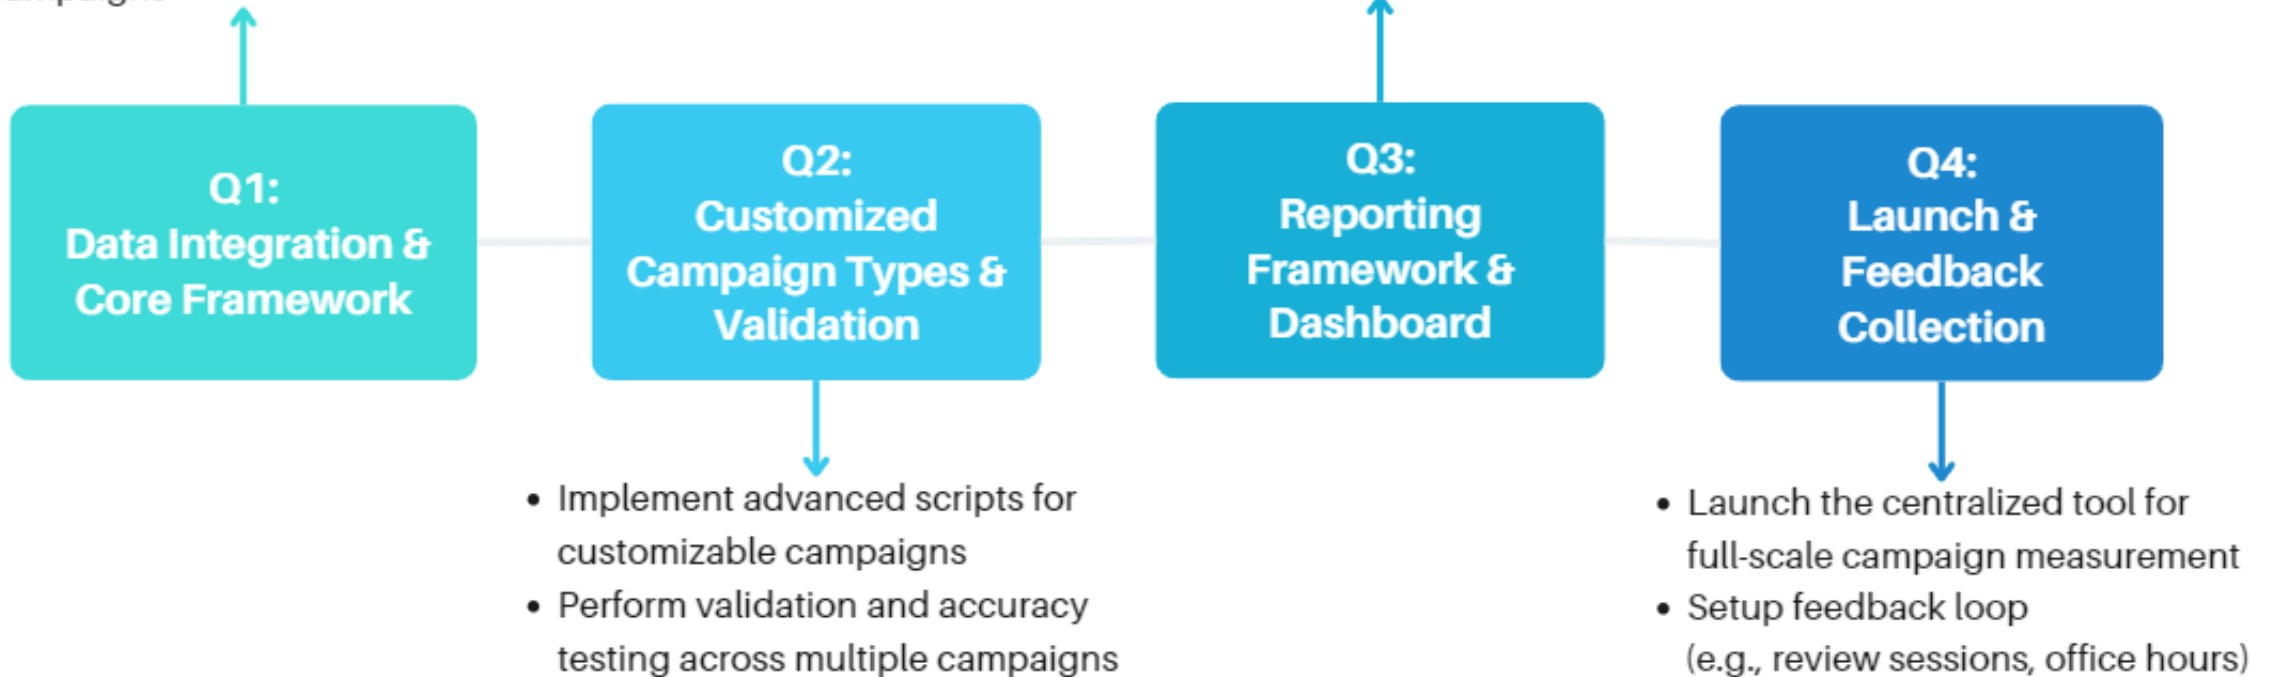 Q1:
Data Integration &
Core Framework
Q2:
Customized
Campaign Types &
Validation
Q3:
Reporting
Framework &
Dashboard
Q4:
Launch &
Feedback
Collection
• Implement advanced scripts for
customizable campaigns
• Perform validation and accuracy
testing across multiple campaigns
• Launch the centralized tool for
full-scale campaign measurement
• Setup feedback loop
(e.g., review sessions, office hours)